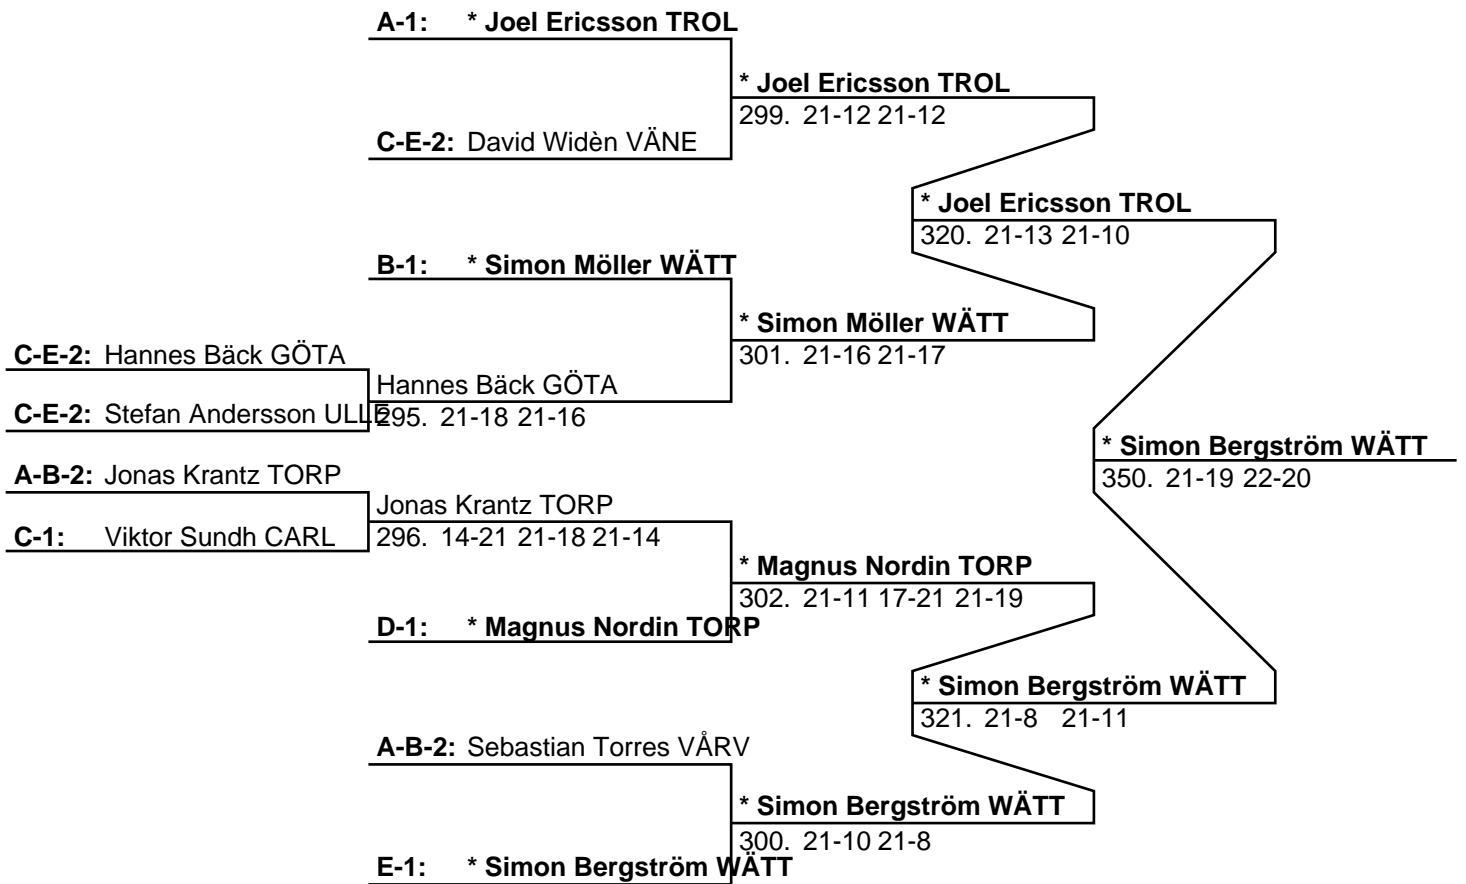 A-1: * Joel Ericsson TROL
* Joel Ericsson TROL
299. 21-12 21-12
C-E-2: David Widèn VÄNE
* Joel Ericsson TROL
320. 21-13 21-10
B-1: * Simon Möller WÄTT
* Simon Möller WÄTT
301. 21-16 21-17
C-E-2: Hannes Bäck GÖTA
Hannes Bäck GÖTA
C-E-2: Stefan Andersson ULLE
295. 21-18 21-16
* Simon Bergström WÄTT
350. 21-19 22-20
A-B-2: Jonas Krantz TORP
Jonas Krantz TORP
C-1: Viktor Sundh CARL
296. 14-21 21-18 21-14
* Magnus Nordin TORP
302. 21-11 17-21 21-19
D-1: * Magnus Nordin TORP
* Simon Bergström WÄTT
321. 21-8 21-11
A-B-2: Sebastian Torres VÅRV
* Simon Bergström WÄTT
300. 21-10 21-8
E-1: * Simon Bergström WÄTT